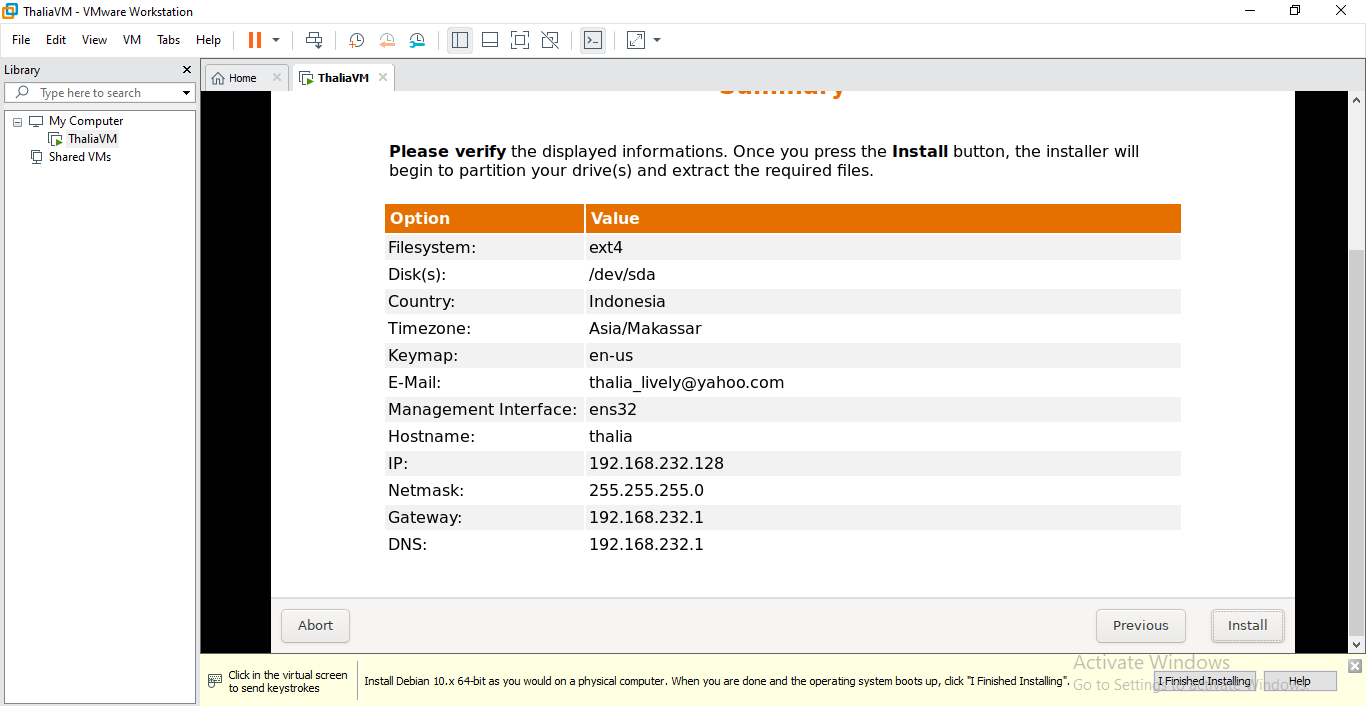 ThaliaVM - VMware Workstation
File Edit View VM Tabs Help
Library
Type here to search
My Computer
ThaliaVM
Shared VMs
Home
ThaliaVM
Summary
Please verify the displayed informations. Once you press the Install button, the installer will
begin to partition your drive(s) and extract the required files.
Option Value
Filesystem: ext4
Disk(s): /dev/sda
Country: Indonesia
Timezone: Asia/Makassar
Keymap: en-us
E-Mail: thalia_lively@yahoo.com
Management Interface: ens32
Hostname: thalia
IP: 192.168.232.128
Netmask: 255.255.255.0
Gateway: 192.168.232.1
DNS: 192.168.232.1
Abort Previous Install
Click in the virtual screen
to send keystrokes
Install Debian 10.x 64-bit as you would on a physical computer. When you are done and the operating system boots up, click "I Finished Installing".
I Finished Installing
Help
Activate Windows
Go to Settings to activate Windows.